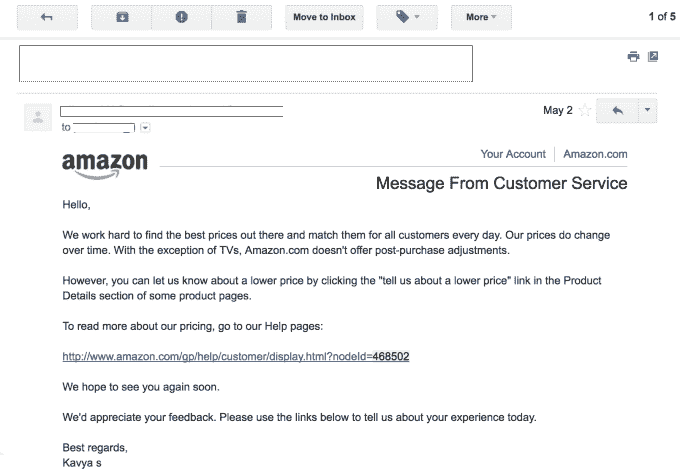 Move to Inbox
More
1 of 5
May 2
to
Your Account
Amazon.com
amazon
Message From Customer Service
Hello,
We work hard to find the best prices out there and match them for all customers every day. Our prices do change
over time. With the exception of TVs, Amazon.com doesn't offer post-purchase adjustments.
However, you can let us know about a lower price by clicking the "tell us about a lower price" link in the Product
Details section of some product pages.
To read more about our pricing, go to our Help pages:
http://www.amazon.com/gp/help/customer/display.html?nodeId=468502
We hope to see you again soon.
We'd appreciate your feedback. Please use the links below to tell us about your experience today.
Best regards,
Kavya s